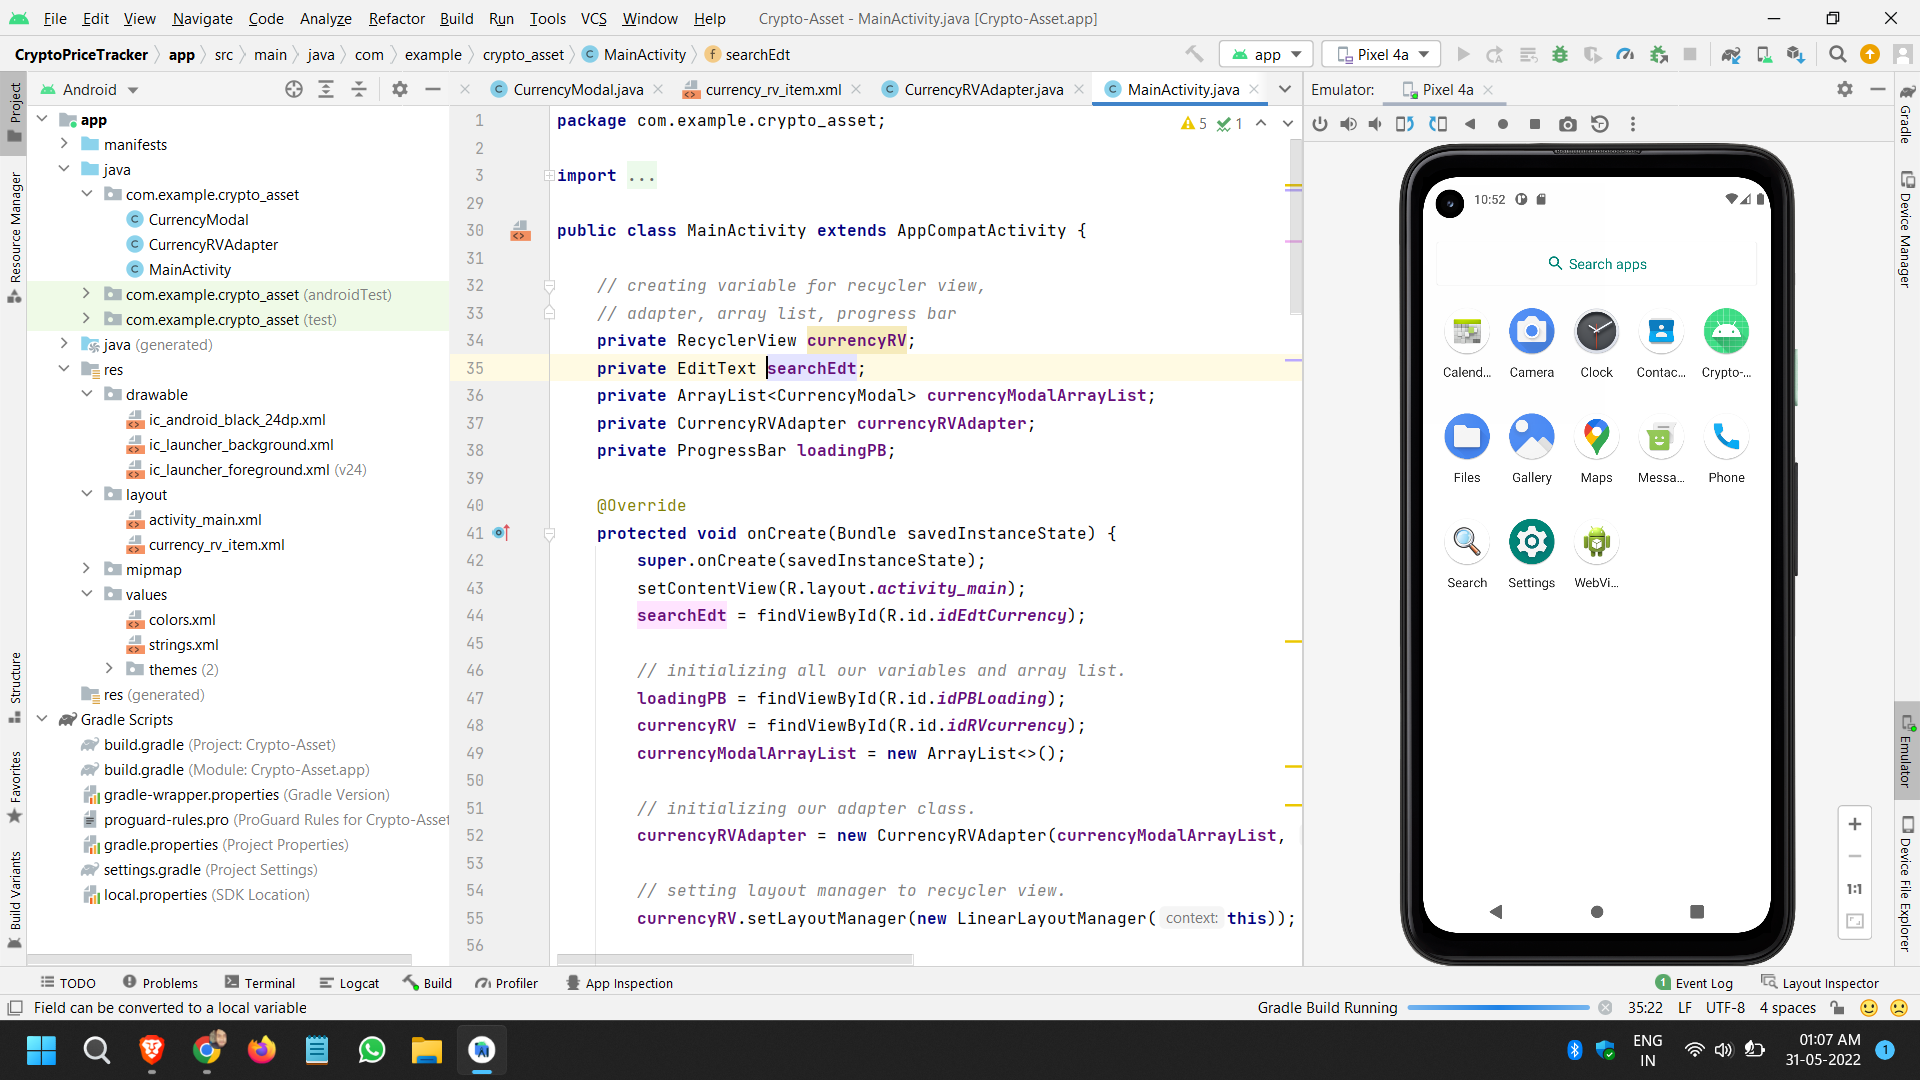 File Edit View Navigate Code Analyze Refactor Build Run Tools VCS Window Help Crypto-Asset - MainActivity.java [Crypto-Asset.app]
CryptoPriceTracker app src main java com example crypto_asset MainActivity searchEdt app Pixel 4a
Android
CurrencyModal.java currency_rv_item.xml CurrencyRVAdapter.java MainActivity.java
Emulator: Pixel 4a
Project
Resource Manager
Structure
Favorites
Build Variants
app
manifests
java
com.example.crypto_asset
CurrencyModal
CurrencyRVAdapter
MainActivity
com.example.crypto_asset (androidTest)
com.example.crypto_asset (test)
java (generated)
res
drawable
ic_android_black_24dp.xml
ic_launcher_background.xml
ic_launcher_foreground.xml (v24)
layout
activity_main.xml
currency_rv_item.xml
mipmap
values
colors.xml
strings.xml
themes (2)
res (generated)
Gradle Scripts
build.gradle (Project: Crypto-Asset)
build.gradle (Module: Crypto-Asset.app)
gradle-wrapper.properties (Gradle Version)
proguard-rules.pro (ProGuard Rules for Crypto-Asset
gradle.properties (Project Properties)
settings.gradle (Project Settings)
local.properties (SDK Location)
5 1
1 package com.example.crypto_asset;
2
3 import ...
29
30 public class MainActivity extends AppCompatActivity {
31
32 // creating variable for recycler view,
33 // adapter, array list, progress bar
34 private RecyclerView currencyRV;
35 private EditText searchEdt;
36 private ArrayList<CurrencyModal> currencyModalArrayList;
37 private CurrencyRVAdapter currencyRVAdapter;
38 private ProgressBar loadingPB;
39
40 @Override
41 protected void onCreate(Bundle savedInstanceState) {
42 super.onCreate(savedInstanceState);
43 setContentView(R.layout.activity_main);
44 searchEdt = findViewById(R.id.idEdtCurrency);
45
46 // initializing all our variables and array list.
47 loadingPB = findViewById(R.id.idPBLoading);
48 currencyRV = findViewById(R.id.idRVcurrency);
49 currencyModalArrayList = new ArrayList<>();
50
51 // initializing our adapter class.
52 currencyRVAdapter = new CurrencyRVAdapter(currencyModalArrayList,
53
54 // setting layout manager to recycler view.
55 currencyRV.setLayoutManager(new LinearLayoutManager( context: this));
56
10:52
Search apps
Calend... Camera Clock Contac... Crypto-...
Files Gallery Maps Messa... Phone
Search Settings WebVi...
1:1
Gradle
Device Manager
Emulator
Device File Explorer
TODO Problems Terminal Logcat Build Profiler App Inspection 1 Event Log Layout Inspector
Field can be converted to a local variable Gradle Build Running 35:22 LF UTF-8 4 spaces
ENG
IN
01:07 AM
31-05-2022
1